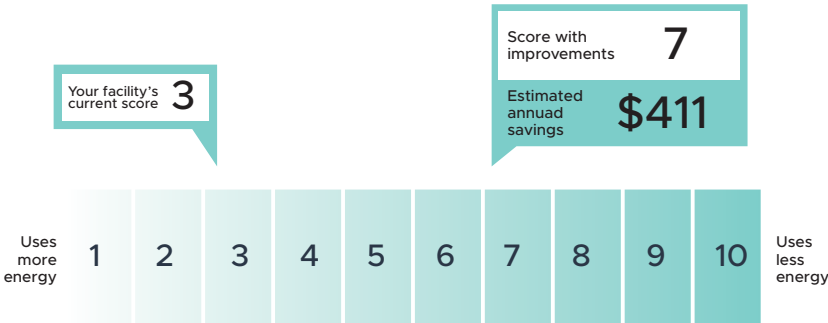 Score with
improvements 7
Your facility's
current score 3
Estimated
annuad
savings $411
Uses
more
energy
1 2 3 4 5 6 7 8 9 10
Uses
less
energy